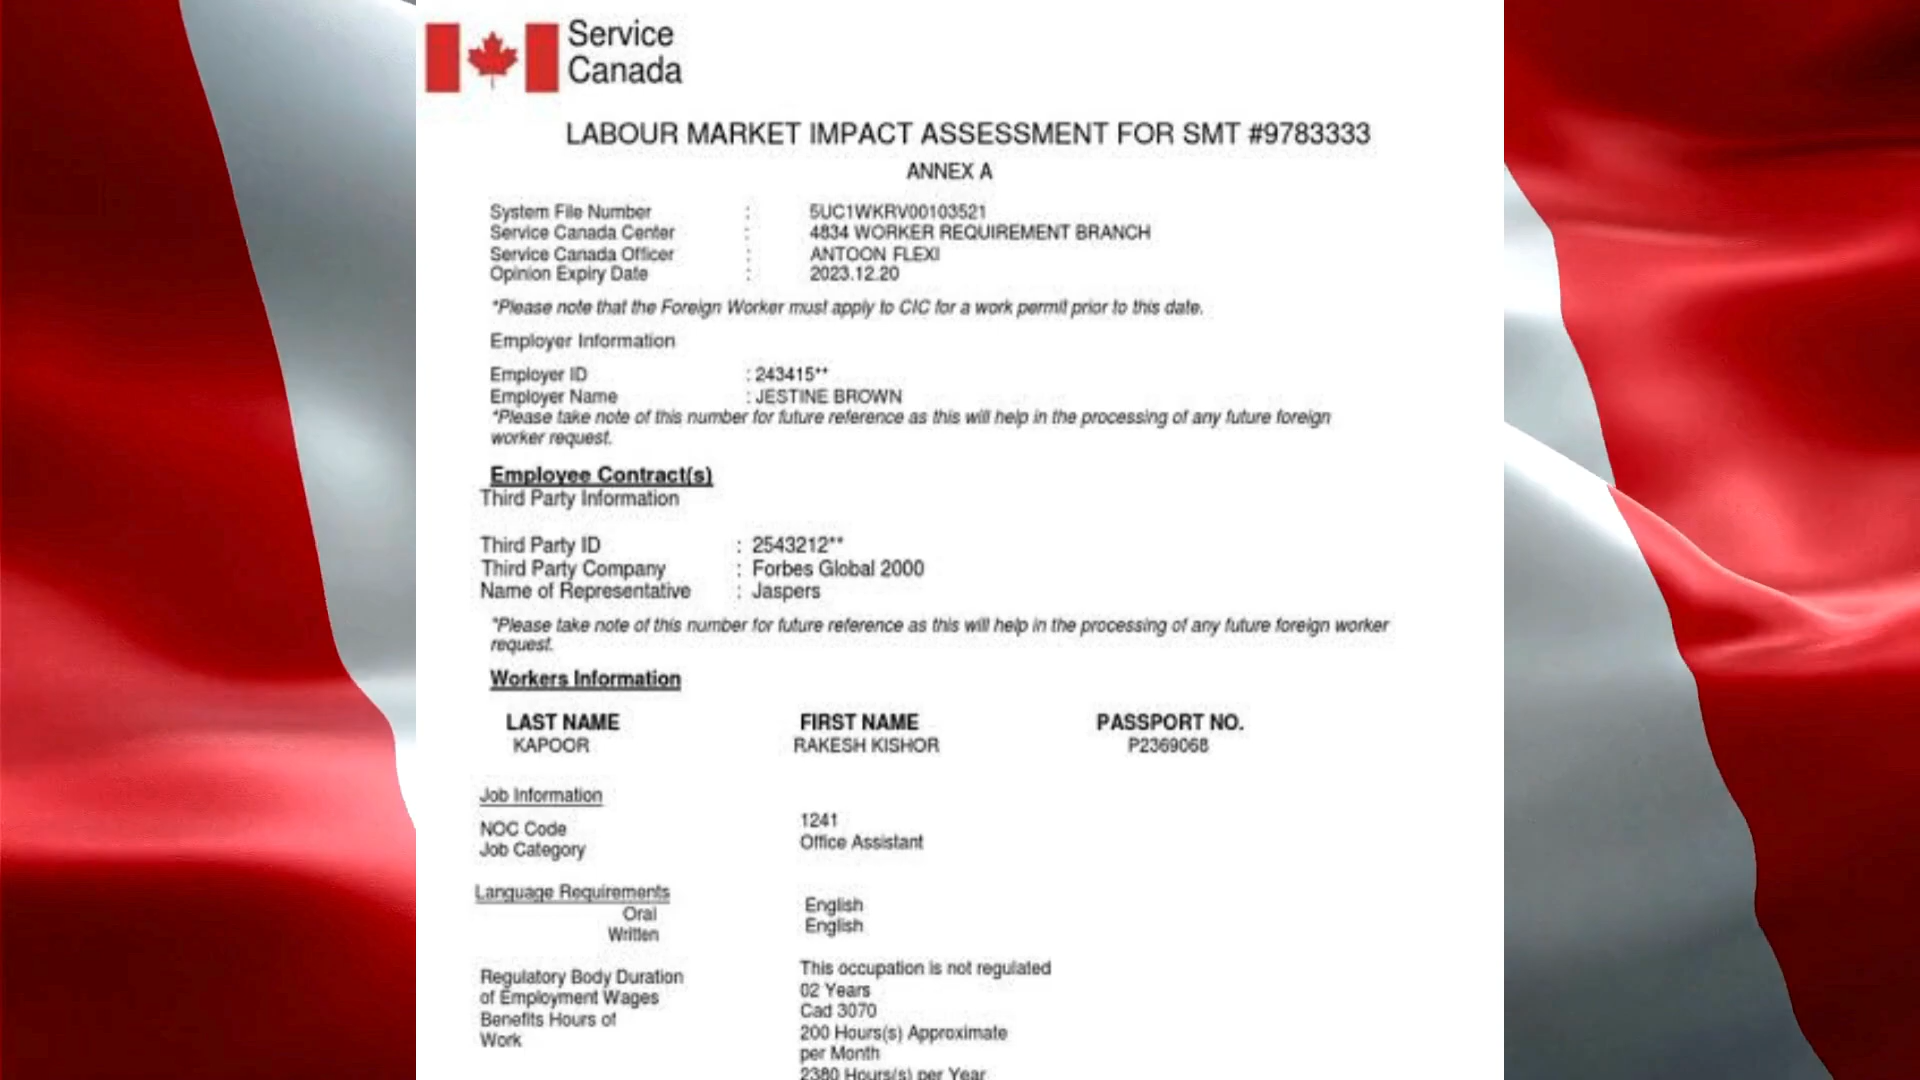 Service
Canada
LABOUR MARKET IMPACT ASSESSMENT FOR SMT #9783333
ANNEX A
System File Number : 5UC1WKRV00103521
Service Canada Center : 4834 WORKER REQUIREMENT BRANCH
Service Canada Officer : ANTOON FLEXI
Opinion Expiry Date : 2023.12.20
*Please note that the Foreign Worker must apply to CIC for a work permit prior to this date.
Employer Information
Employer ID : 243415**
Employer Name : JESTINE BROWN
*Please take note of this number for future reference as this will help in the processing of any future foreign
worker request.
Employee Contract(s)
Third Party Information
Third Party ID : 2543212**
Third Party Company : Forbes Global 2000
Name of Representative : Jaspers
*Please take note of this number for future reference as this will help in the processing of any future foreign worker
request.
Workers Information
LAST NAME FIRST NAME PASSPORT NO.
KAPOOR RAKESH KISHOR P2369068
Job Information
NOC Code 1241
Job Category Office Assistant
Language Requirements
Oral English
Written English
Regulatory Body Duration This occupation is not regulated
of Employment Wages 02 Years
Benefits Hours of Cad 3070
Work 200 Hours(s) Approximate
per Month
2380 Hours(s) per Year